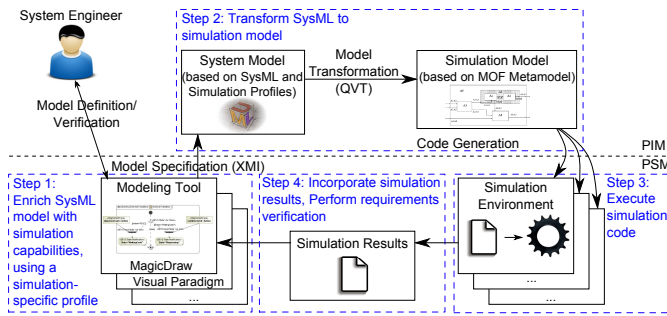 System Engineer
Model Definition/
Verification
Step 2: Transform SysML to
simulation model
System Model
(based on SysML and
Simulation Profiles)
Model
Transformation
(QVT)
Simulation Model
(based on MOF Metamodel)
Code Generation
PIM
PSM
Model Specification (XMI)
Step 1:
Enrich SysML
model with
simulation
capabilities,
using a
simulation-
specific profile
Modeling Tool
MagicDraw
Visual Paradigm
...
Step 4: Incorporate simulation
results, Perform requirements
verification
Simulation Results
Simulation
Environment
...
...
Step 3:
Execute
simulation
code